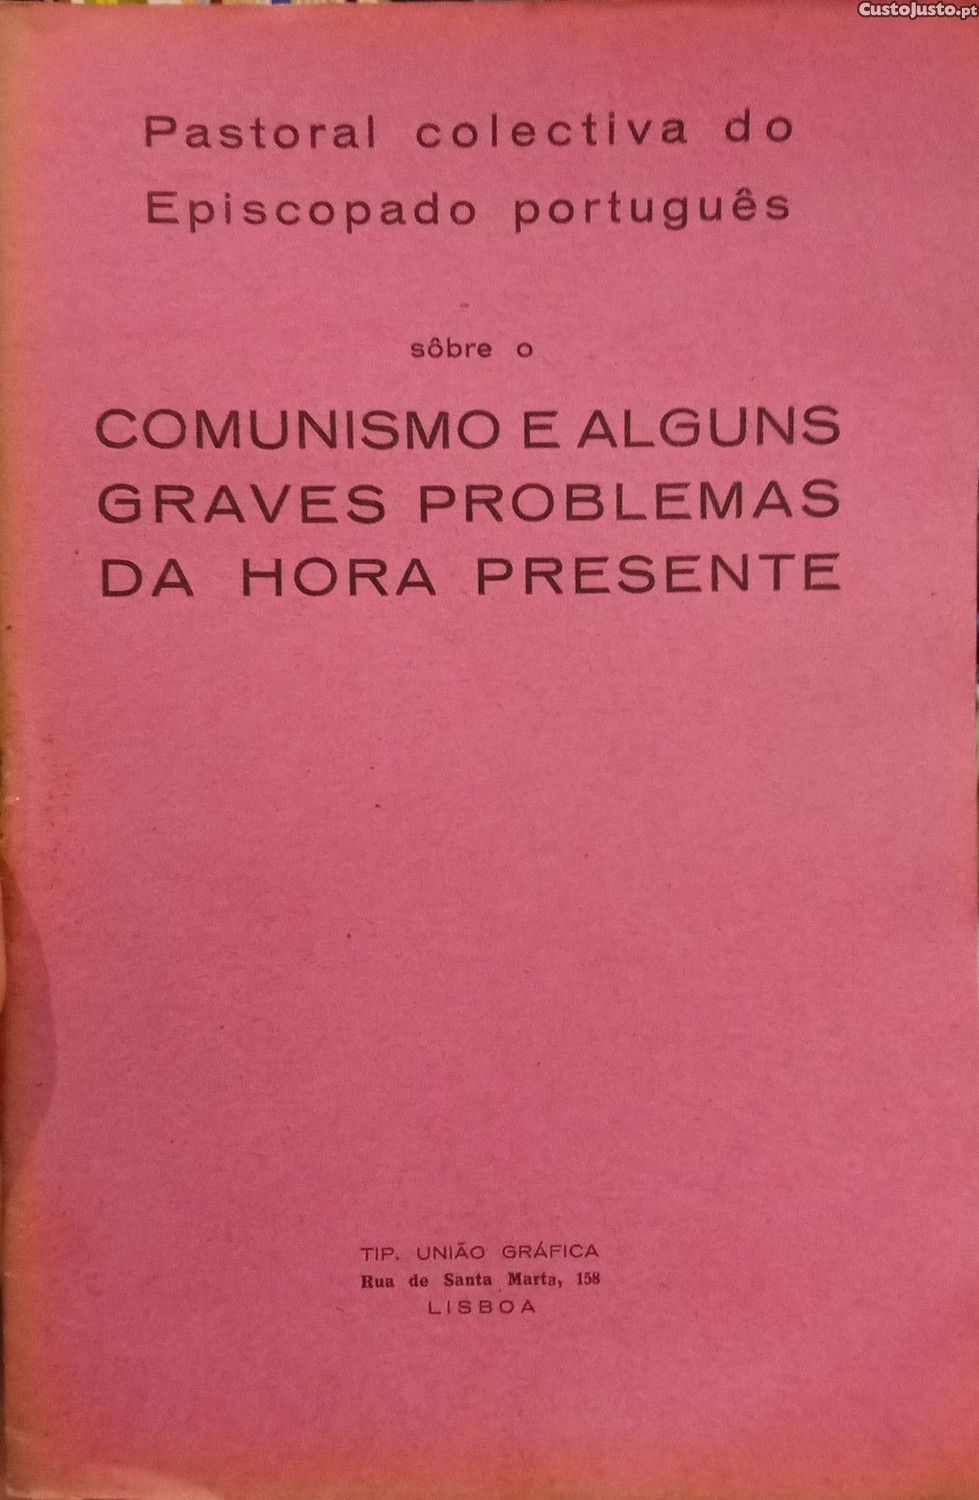 CustoJusto.pt
Pastoral colectiva do
Episcopado português
sôbre o
COMUNISMO E ALGUNS
GRAVES PROBLEMAS
DA HORA PRESENTE
TIP. UNIÃO GRÁFICA
Rua de Santa Marta, 158
LISBOA